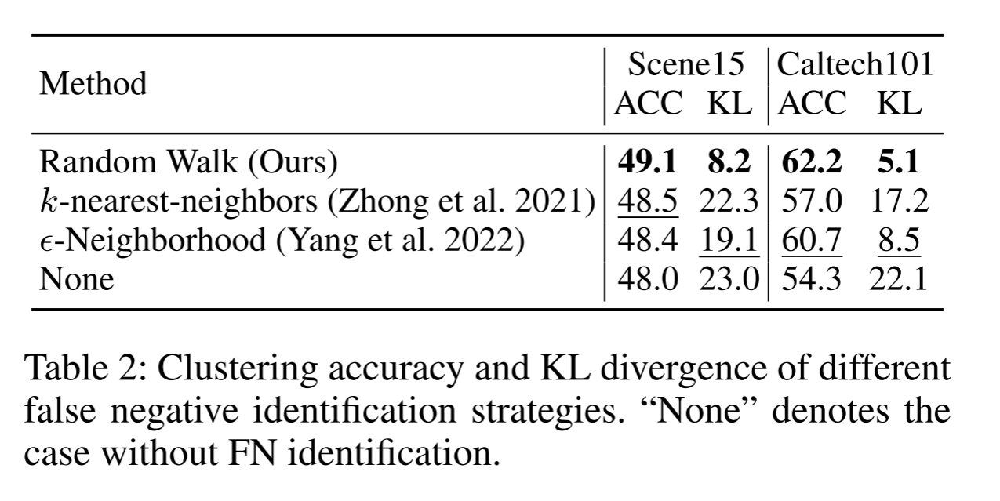 Method Scene15 Caltech101
ACC KL ACC KL
Random Walk (Ours) 49.1 8.2 62.2 5.1
k-nearest-neighbors (Zhong et al. 2021) 48.5 22.3 57.0 17.2
ϵ-Neighborhood (Yang et al. 2022) 48.4 19.1 60.7 8.5
None 48.0 23.0 54.3 22.1
Table 2: Clustering accuracy and KL divergence of different
false negative identification strategies. “None” denotes the
case without FN identification.